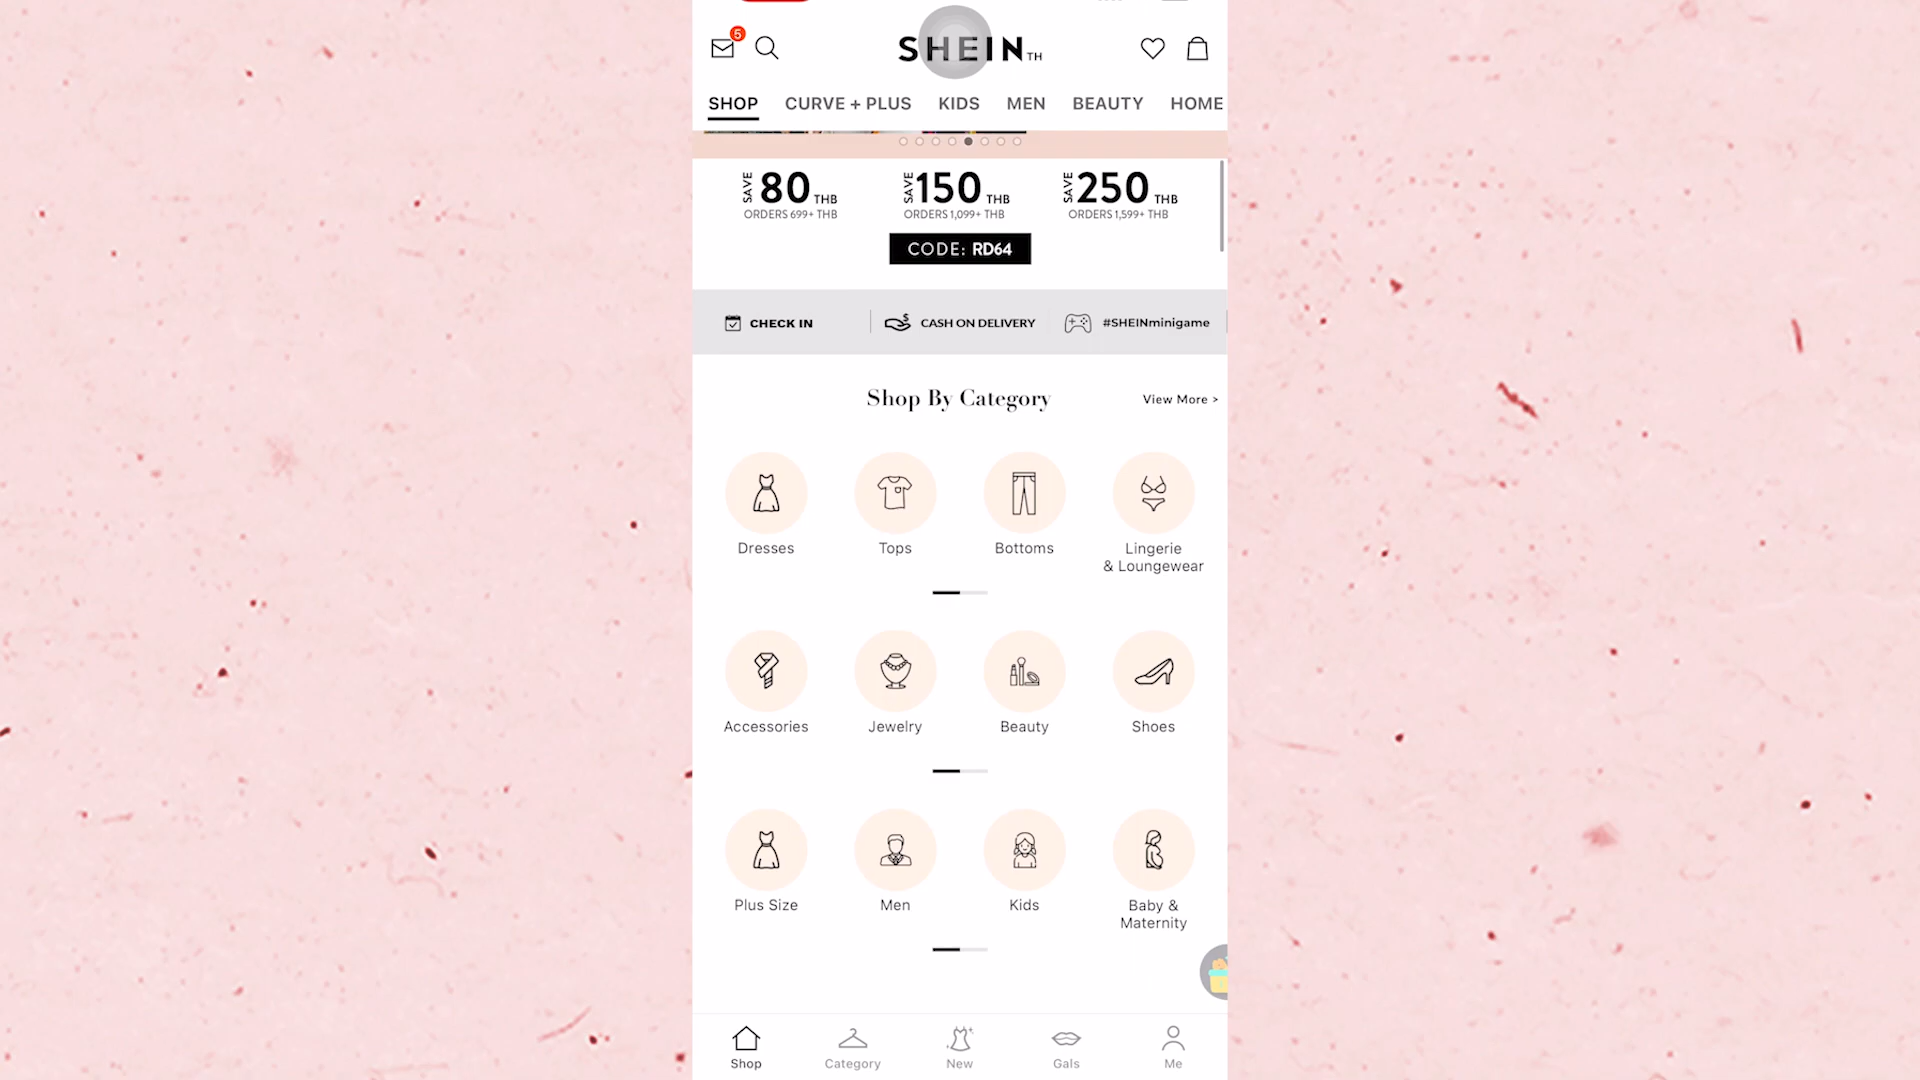 5
SHEIN TH
SHOP CURVE + PLUS KIDS MEN BEAUTY HOME
SAVE 80 THB SAVE 150 THB SAVE 250 THB
ORDERS 699+ THB ORDERS 1,099+ THB ORDERS 1,599+ THB
CODE: RD64
CHECK IN CASH ON DELIVERY #SHEINminigame
Shop By Category View More >
Dresses Tops Bottoms Lingerie & Loungewear
Accessories Jewelry Beauty Shoes
Plus Size Men Kids Baby & Maternity
Shop Category New Gals Me